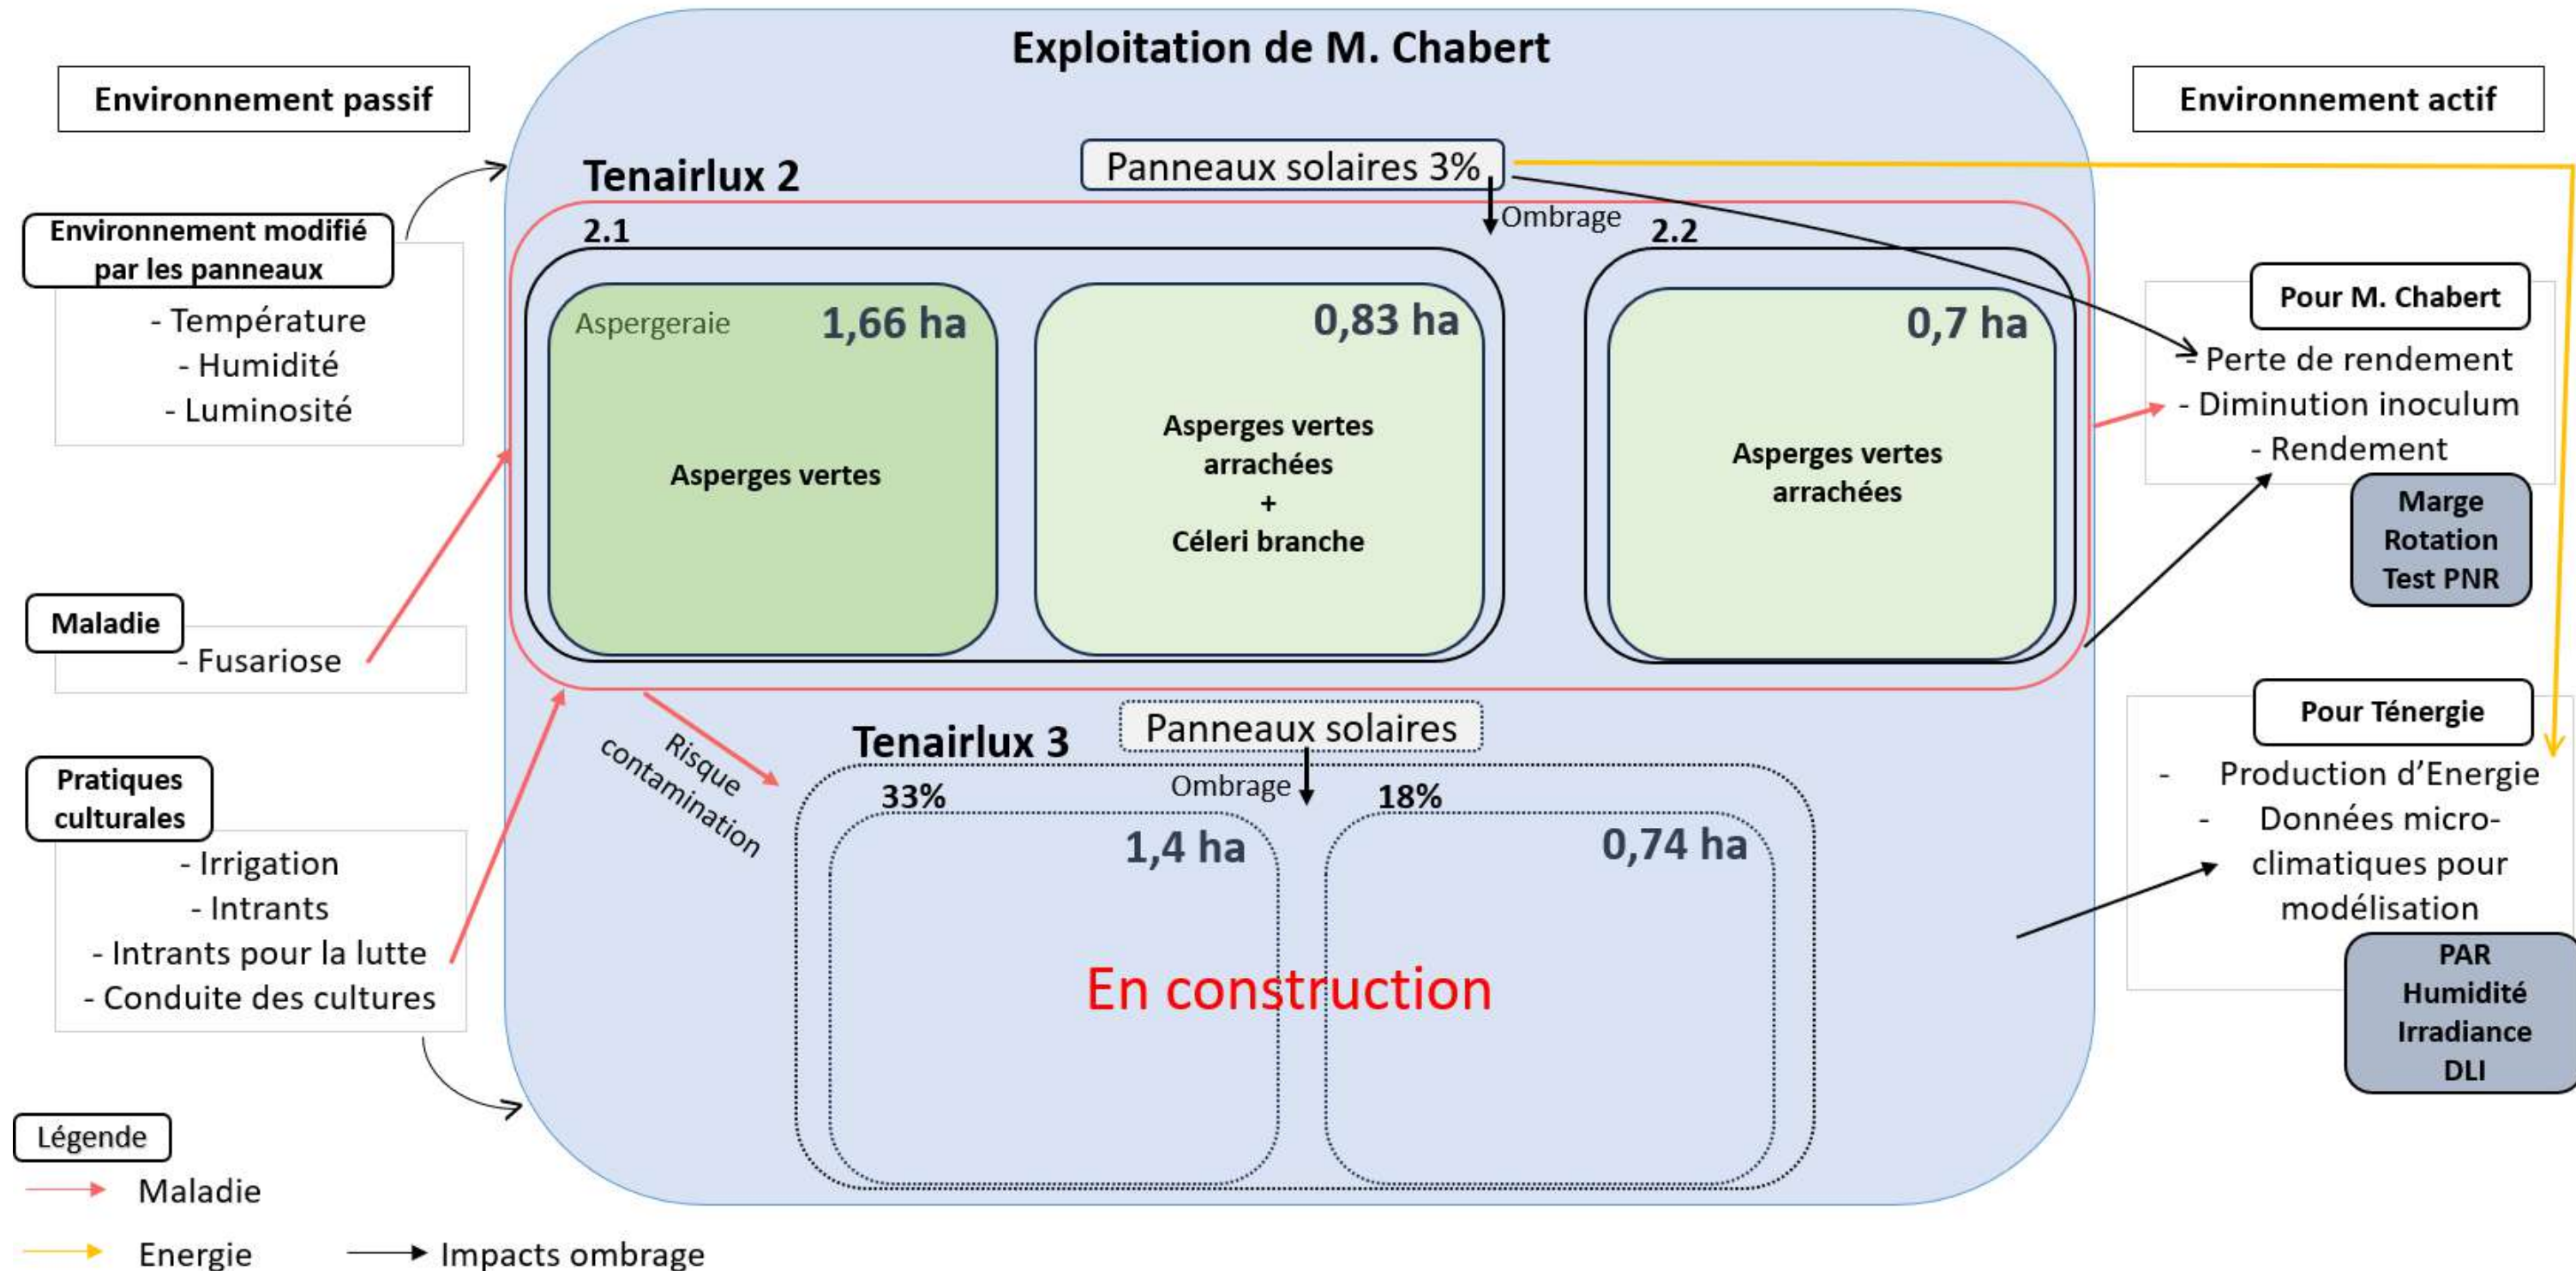 Exploitation de M. Chabert
Environnement passif
Environnement modifié
par les panneaux
- Température
- Humidité
- Luminosité
Maladie
- Fusariose
Pratiques
culturales
- Irrigation
- Intrants
- Intrants pour la lutte
- Conduite des cultures
Tenairlux 2
Panneaux solaires 3%
Ombrage
2.1
Aspergeraie
1,66 ha
Asperges vertes
0,83 ha
Asperges vertes
arrachées
+
Céleri branche
2.2
0,7 ha
Asperges vertes
arrachées
Risque
contamination
Tenairlux 3
Panneaux solaires
Ombrage
33%
1,4 ha
18%
0,74 ha
En construction
Environnement actif
Pour M. Chabert
- Perte de rendement
- Diminution inoculum
- Rendement
Marge
Rotation
Test PNR
Pour Ténergie
- Production d’Energie
- Données micro-
climatiques pour
modélisation
PAR
Humidité
Irradiance
DLI
Légende
Maladie
Energie
Impacts ombrage